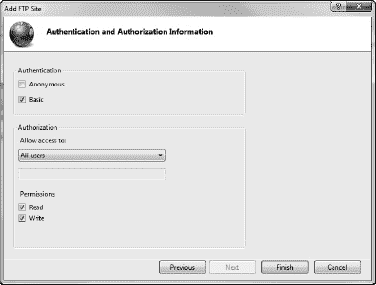 Add FTP Site
Authentication and Authorization Information
Authentication
Anonymous
Basic
Authorization
Allow access to:
All users
Permissions
Read
Write
Previous Next Finish Cancel